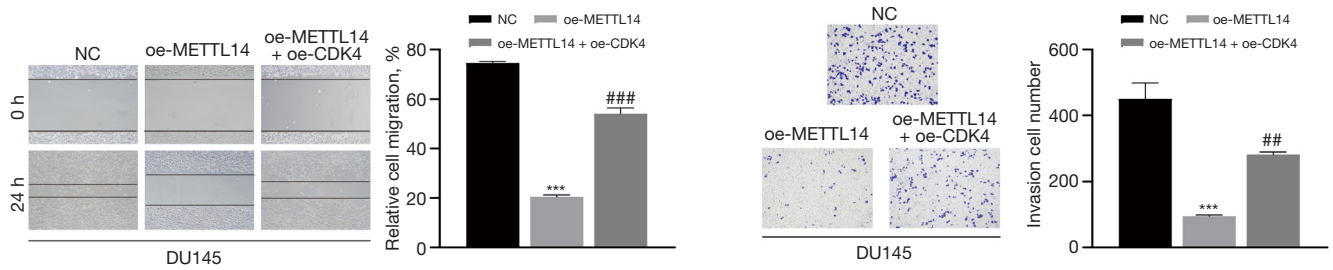 NC
oe-METTL14
oe-METTL14
+ oe-CDK4
0 h
24 h
DU145
NC oe-METTL14
oe-METTL14 + oe-CDK4
Relative cell migration, %
80
60
40
20
0
***
###
NC
oe-METTL14
oe-METTL14
+ oe-CDK4
DU145
NC oe-METTL14
oe-METTL14 + oe-CDK4
Invasion cell number
600
400
200
0
***
##